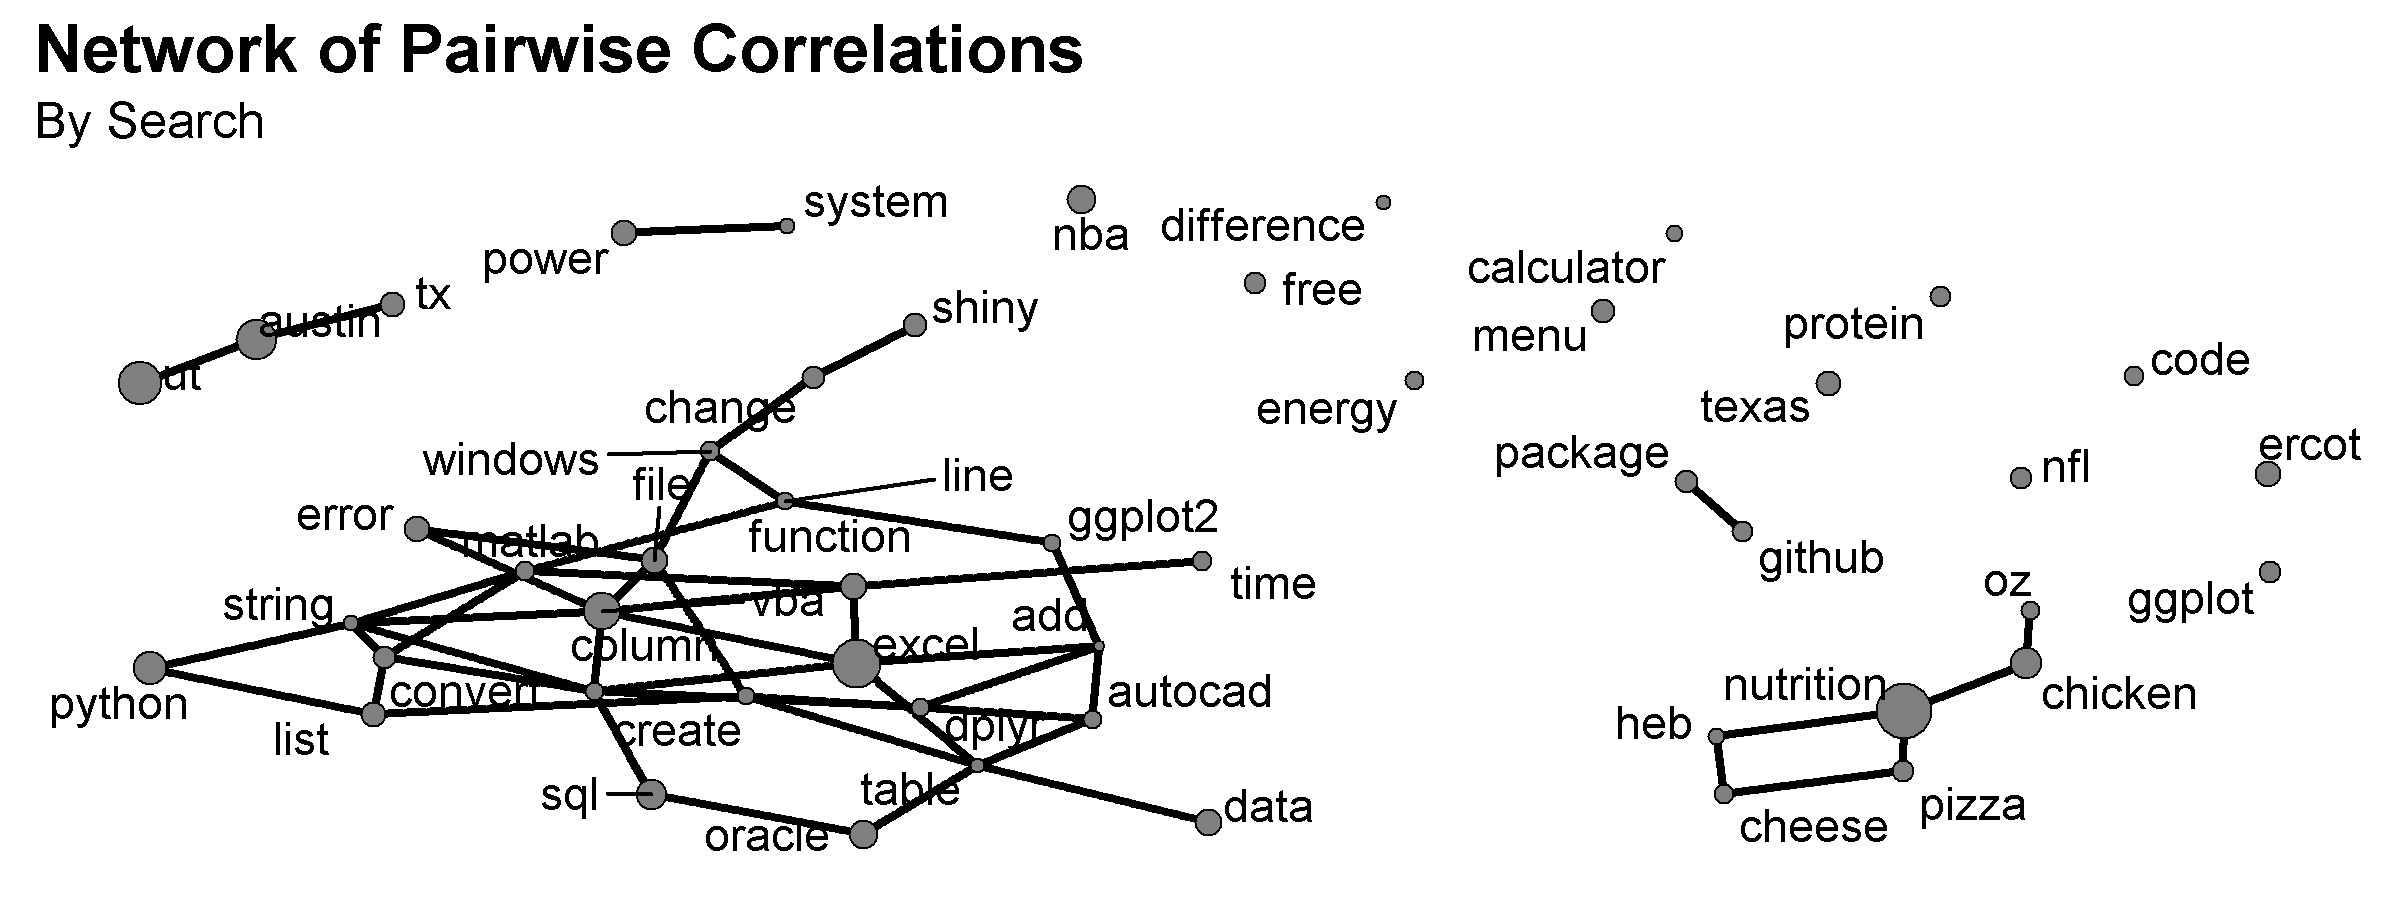 Network of Pairwise Correlations
By Search
system
nba
difference
power
calculator
free
tx
austin
shiny
menu
protein
code
ut
change
energy
texas
windows
package
ercot
line
nfl
file
error
ggplot2
matlab
function
github
time
oz
string
vba
add
ggplot
column
excel
nutrition
convert
autocad
chicken
python
heb
list
create
dplyr
table
sql
data
pizza
oracle
cheese